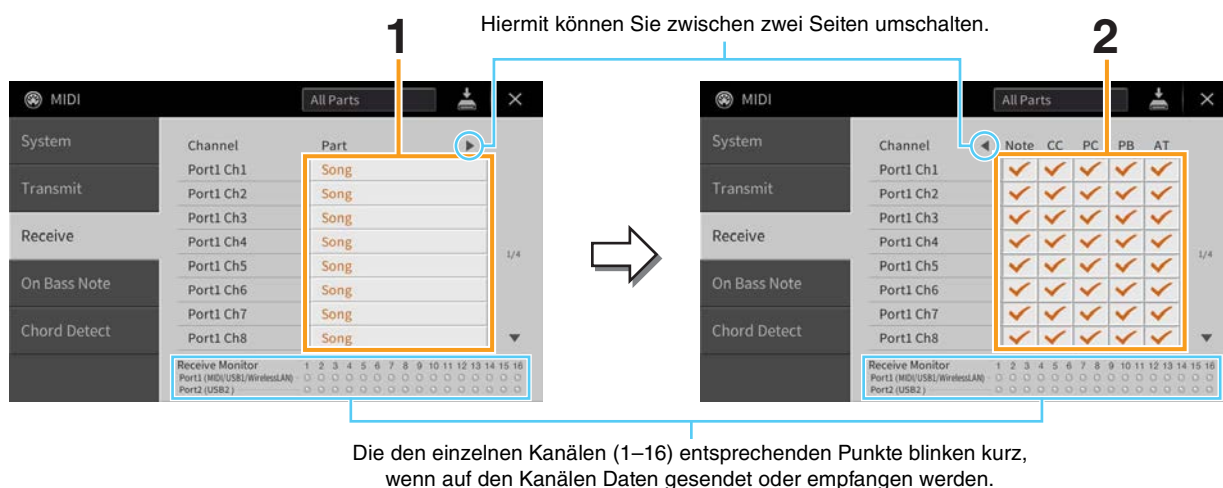 Hiermit können Sie zwischen zwei Seiten umschalten.
1
2
MIDI
All Parts
System
Transmit
Receive
On Bass Note
Chord Detect
Channel Part
Port1 Ch1 Song
Port1 Ch2 Song
Port1 Ch3 Song
Port1 Ch4 Song
Port1 Ch5 Song
Port1 Ch6 Song
Port1 Ch7 Song
Port1 Ch8 Song
1/4
Receive Monitor 1 2 3 4 5 6 7 8 9 10 11 12 13 14 15 16
Port1 (MIDI/USB1/WirelessLAN)
Port2 (USB2)
MIDI
All Parts
System
Transmit
Receive
On Bass Note
Chord Detect
Channel Note CC PC PB AT
Port1 Ch1
Port1 Ch2
Port1 Ch3
Port1 Ch4
Port1 Ch5
Port1 Ch6
Port1 Ch7
Port1 Ch8
1/4
Receive Monitor 1 2 3 4 5 6 7 8 9 10 11 12 13 14 15 16
Port1 (MIDI/USB1/WirelessLAN)
Port2 (USB2)
Die den einzelnen Kanälen (1–16) entsprechenden Punkte blinken kurz,
wenn auf den Kanälen Daten gesendet oder empfangen werden.